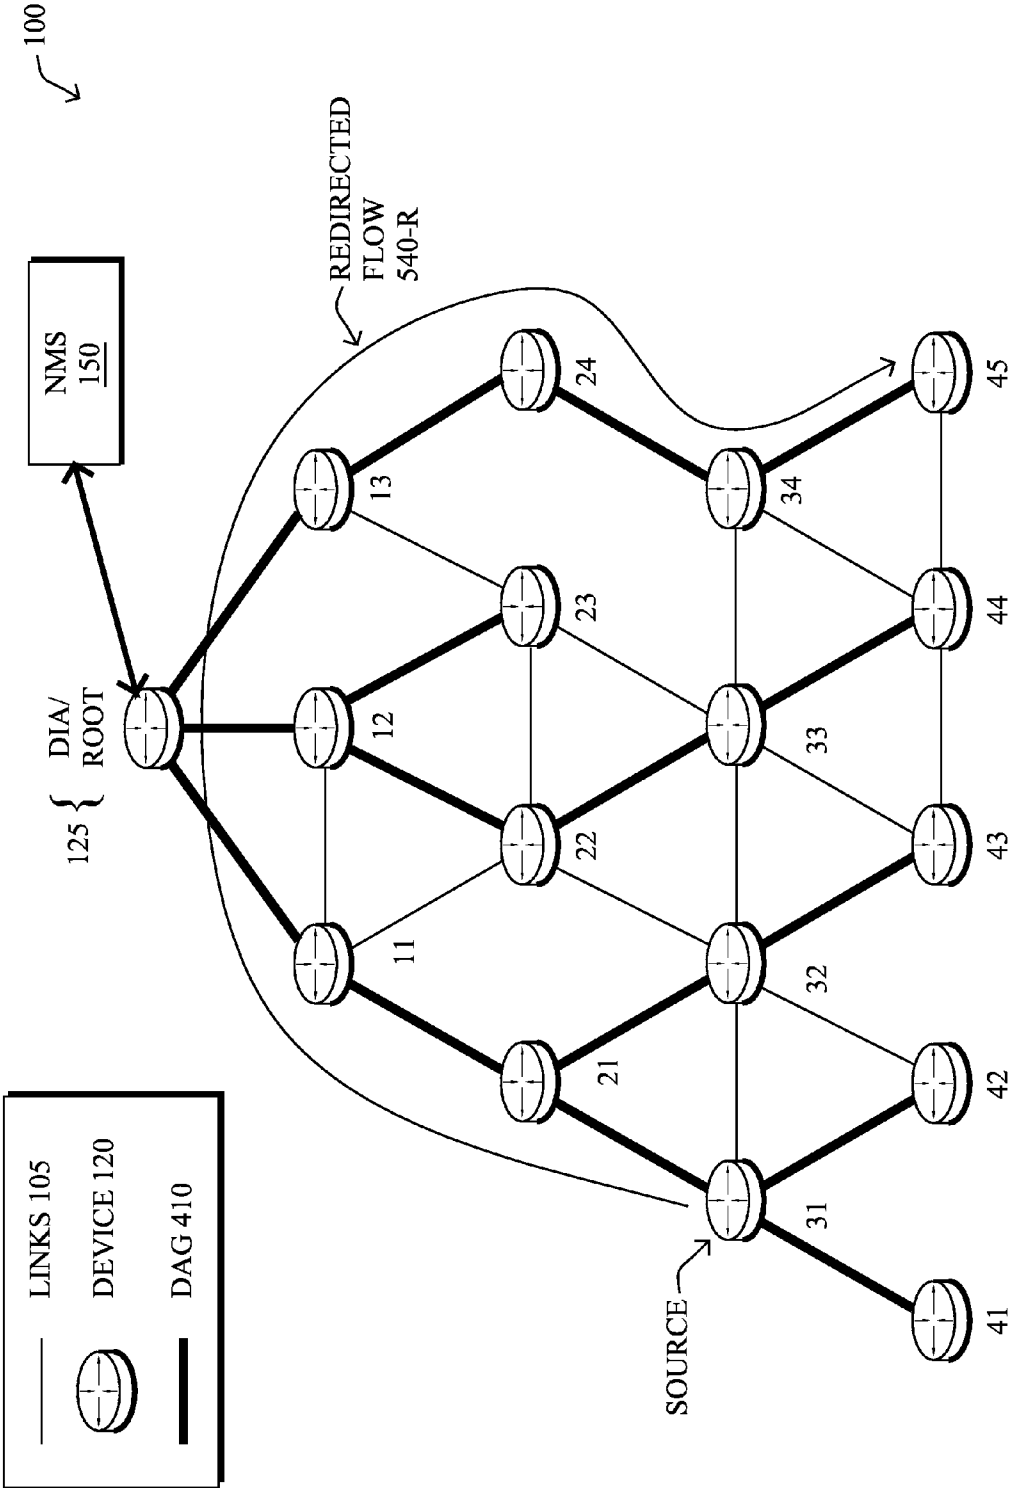 100
NMS
150
125 {
DIA/
ROOT
REDIRECTED
FLOW
540-R
LINKS 105
DEVICE 120
DAG 410
11
12
13
21
22
23
24
SOURCE
31
32
33
34
41
42
43
44
45